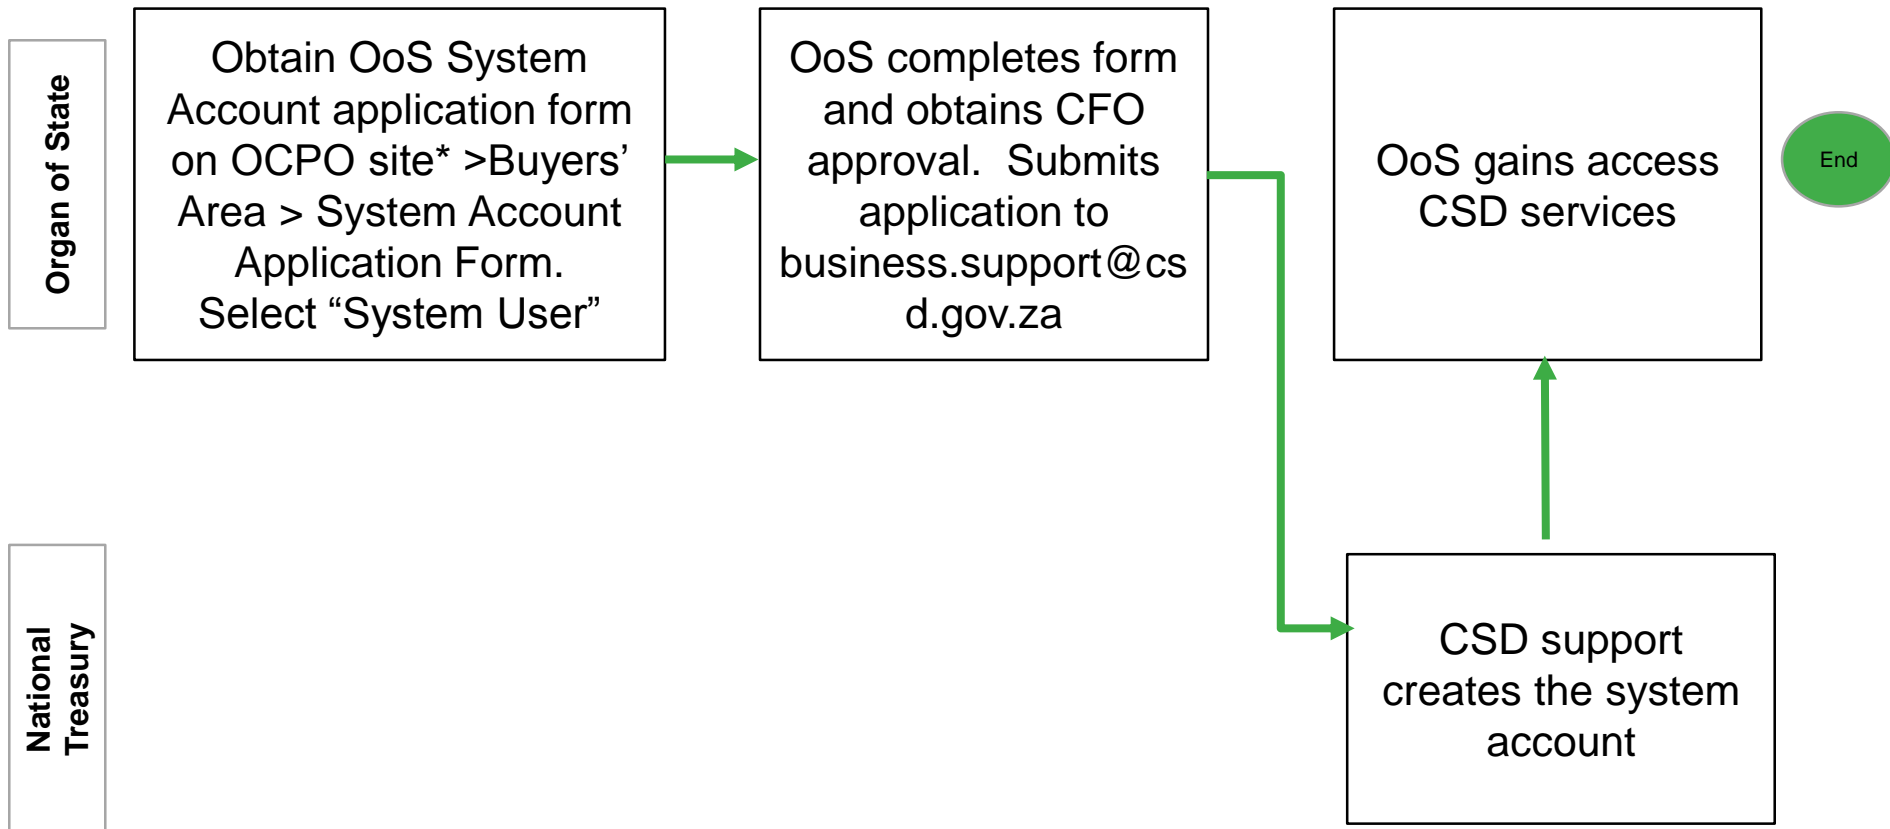 Organ of State
Obtain OoS System
Account application form
on OCPO site* >Buyers’
Area > System Account
Application Form.
Select “System User”
OoS completes form
and obtains CFO
approval.  Submits
application to
business.support@cs
d.gov.za
OoS gains access
CSD services
End
National
Treasury
CSD support
creates the system
account